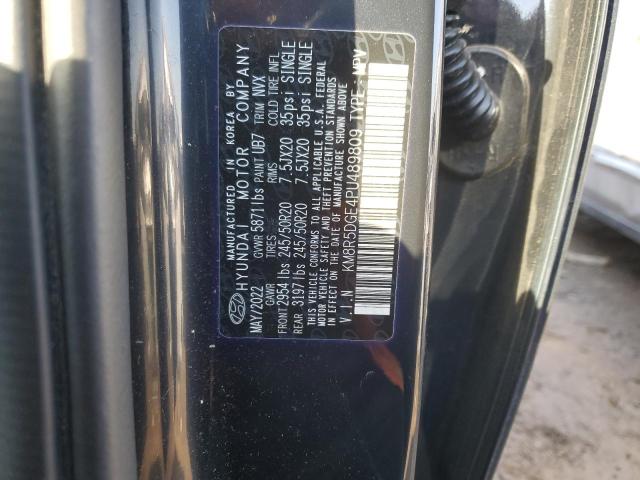 MANUFACTURED IN KOREA BY
HYUNDAI MOTOR COMPANY
MAY/2022 GVWR 5871lbs PAINT UB7 TRIM NVX
GAWR TIRES RIMS COLD TIRE INFL
FRONT 2954lbs 245/50R20 7.5JX20 35psi SINGLE
REAR 3197lbs 245/50R20 7.5JX20 35psi SINGLE
THIS VEHICLE CONFORMS TO ALL APPLICABLE U.S.A. FEDERAL
MOTOR VEHICLE SAFETY AND THEFT PREVENTION STANDARDS
IN EFFECT ON THE DATE OF MANUFACTURE SHOWN ABOVE
V.I.N KM8R5DGE4PU489809 TYPE : MPV